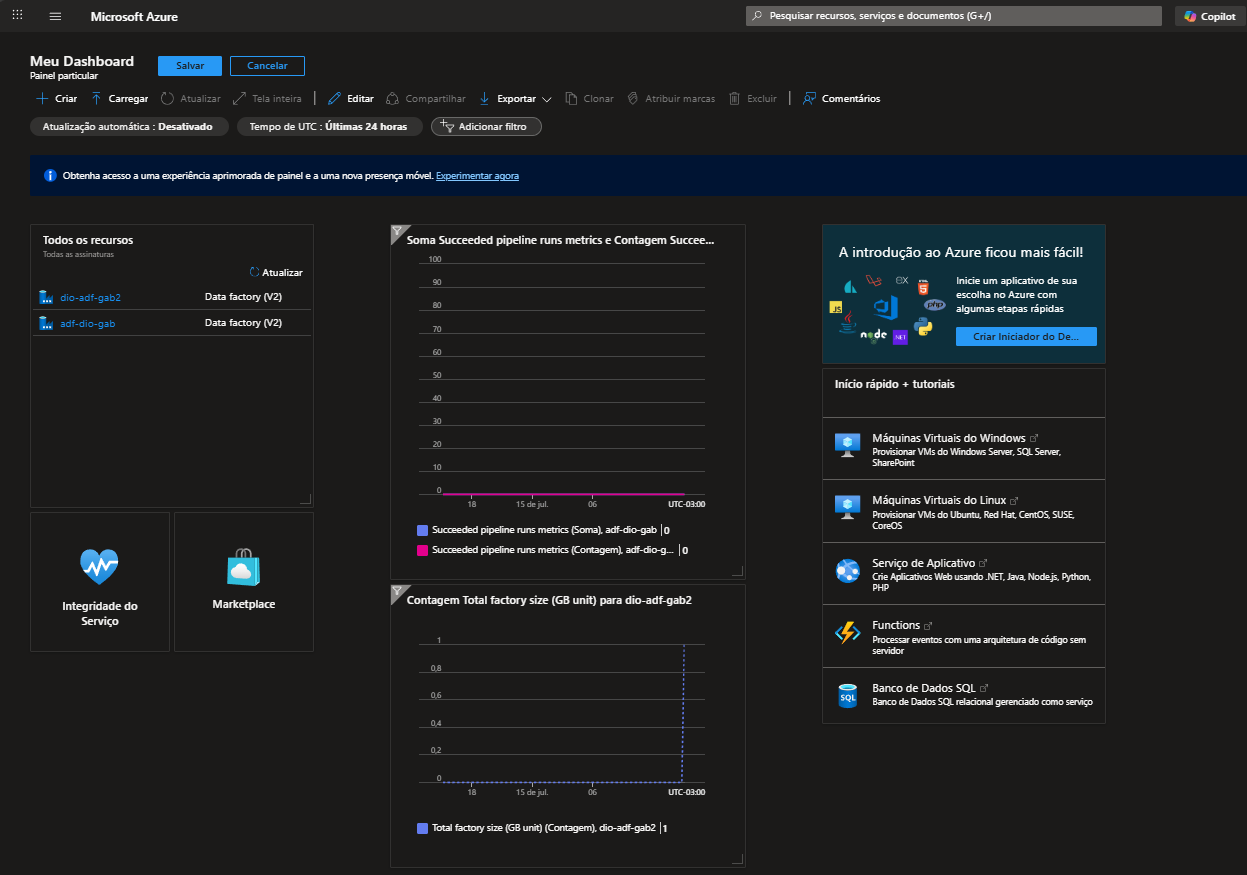 Microsoft Azure
Pesquisar recursos, serviços e documentos (G+/)
Copilot
Meu Dashboard
Painel particular
Salvar
Cancelar
Criar
Carregar
Atualizar
Tela inteira
Editar
Compartilhar
Exportar
Clonar
Atribuir marcas
Excluir
Comentários
Atualização automática : Desativado
Tempo de UTC : Últimas 24 horas
Adicionar filtro
Obtenha acesso a uma experiência aprimorada de painel e a uma nova presença móvel. Experimentar agora
Todos os recursos
Todas as assinaturas
Atualizar
dio-adf-gab2 Data factory (V2)
adf-dio-gab Data factory (V2)
Integridade do
Serviço
Marketplace
Soma Succeeded pipeline runs metrics e Contagem Succee...
100
90
80
70
60
50
40
30
20
10
0
18 15 de jul. 06 UTC-03:00
Succeeded pipeline runs metrics (Soma), adf-dio-gab | 0
Succeeded pipeline runs metrics (Contagem), adf-dio-g... | 0
Contagem Total factory size (GB unit) para dio-adf-gab2
1
0,8
0,6
0,4
0,2
0
18 15 de jul. 06 UTC-03:00
Total factory size (GB unit) (Contagem), dio-adf-gab2 | 1
A introdução ao Azure ficou mais fácil!
JS
php
node
NET
Inicie um aplicativo de sua
escolha no Azure com
algumas etapas rápidas
Criar Iniciador do De...
Início rápido + tutoriais
Máquinas Virtuais do Windows
Provisionar VMs do Windows Server, SQL Server,
SharePoint
Máquinas Virtuais do Linux
Provisionar VMs do Ubuntu, Red Hat, CentOS, SUSE,
CoreOS
Serviço de Aplicativo
Crie Aplicativos Web usando .NET, Java, Node.js, Python,
PHP
Functions
Processar eventos com uma arquitetura de código sem
servidor
SQL
Banco de Dados SQL
Banco de Dados SQL relacional gerenciado como serviço